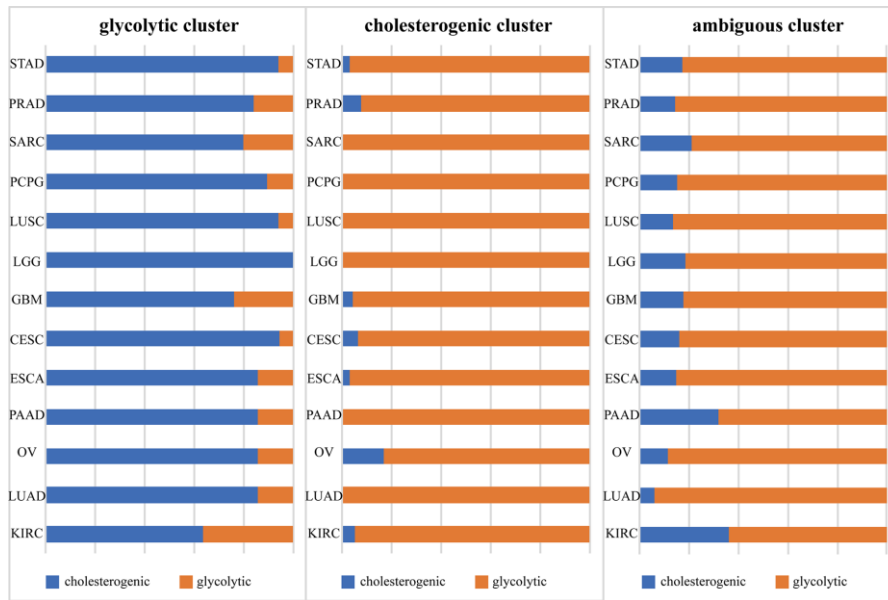 glycolytic cluster
STAD
PRAD
SARC
PCPG
LUSC
LGG
GBM
CESC
ESCA
PAAD
OV
LUAD
KIRC
cholesterogenic glycolytic
cholesterogenic cluster
STAD
PRAD
SARC
PCPG
LUSC
LGG
GBM
CESC
ESCA
PAAD
OV
LUAD
KIRC
cholesterogenic glycolytic
ambiguous cluster
STAD
PRAD
SARC
PCPG
LUSC
LGG
GBM
CESC
ESCA
PAAD
OV
LUAD
KIRC
cholesterogenic glycolytic